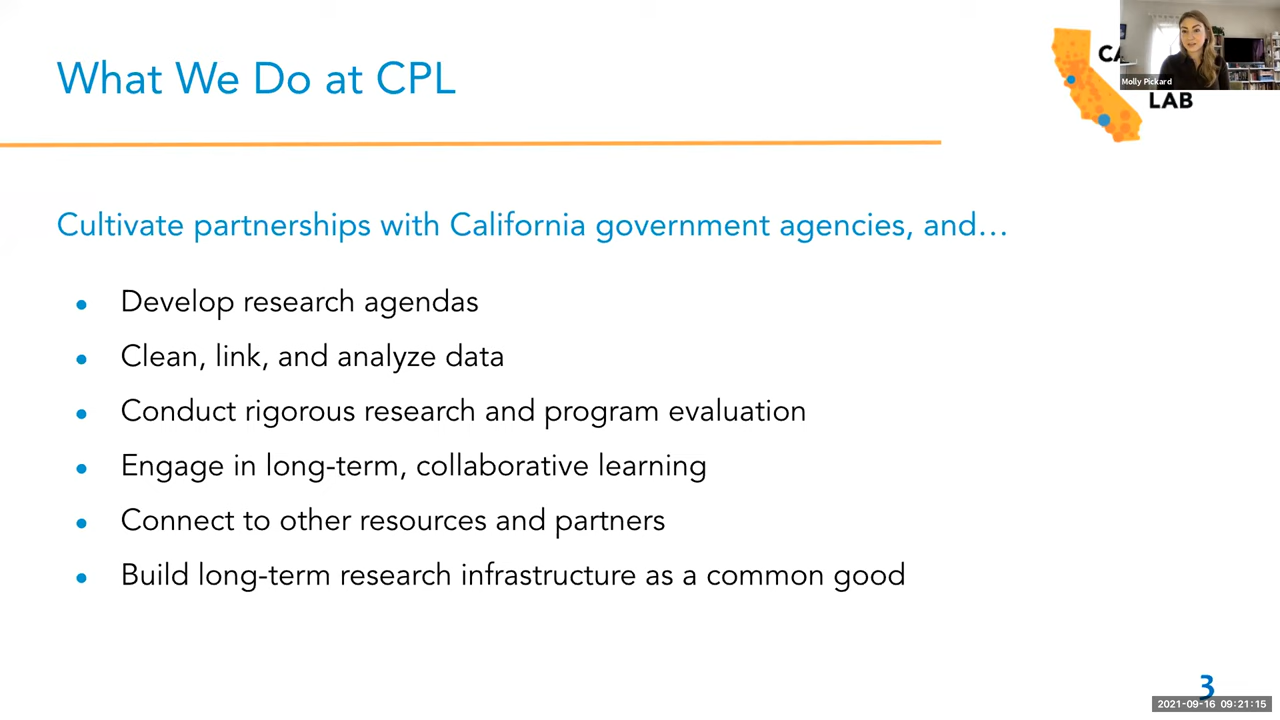 What We Do at CPL
CA
LAB
Molly Pickard
Cultivate partnerships with California government agencies, and…
● Develop research agendas
● Clean, link, and analyze data
● Conduct rigorous research and program evaluation
● Engage in long-term, collaborative learning
● Connect to other resources and partners
● Build long-term research infrastructure as a common good
3
2021-09-16 09:21:15